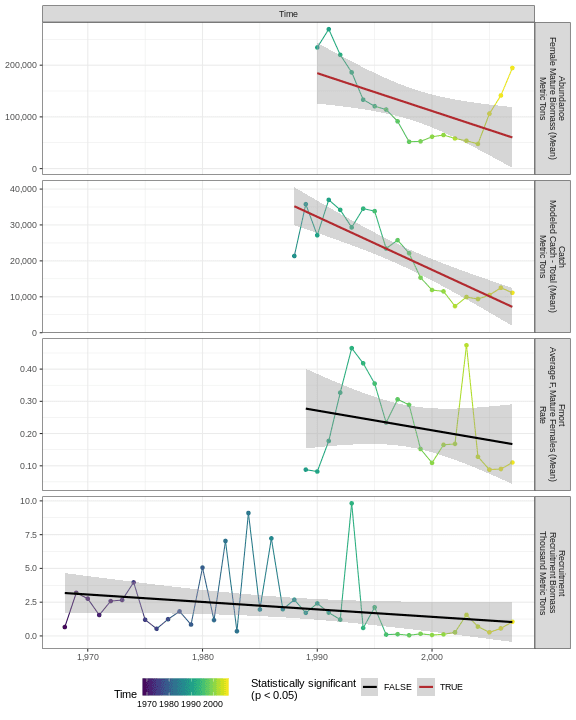 Time
200,000
100,000
0
Abundance
Female Mature Biomass (Mean)
Metric Tons
40,000
30,000
20,000
10,000
0
Catch
Modeled Catch - Total (Mean)
Metric Tons
0.40
0.30
0.20
0.10
Fmort
Average F, Mature Females (Mean)
Rate
10.0
7.5
5.0
2.5
0.0
Recruitment
Recruitment Biomass
Thousand Metric Tons
1,970 1,980 1,990 2,000
Time
1970 1980 1990 2000
Statistically significant
(p < 0.05)
FALSE TRUE